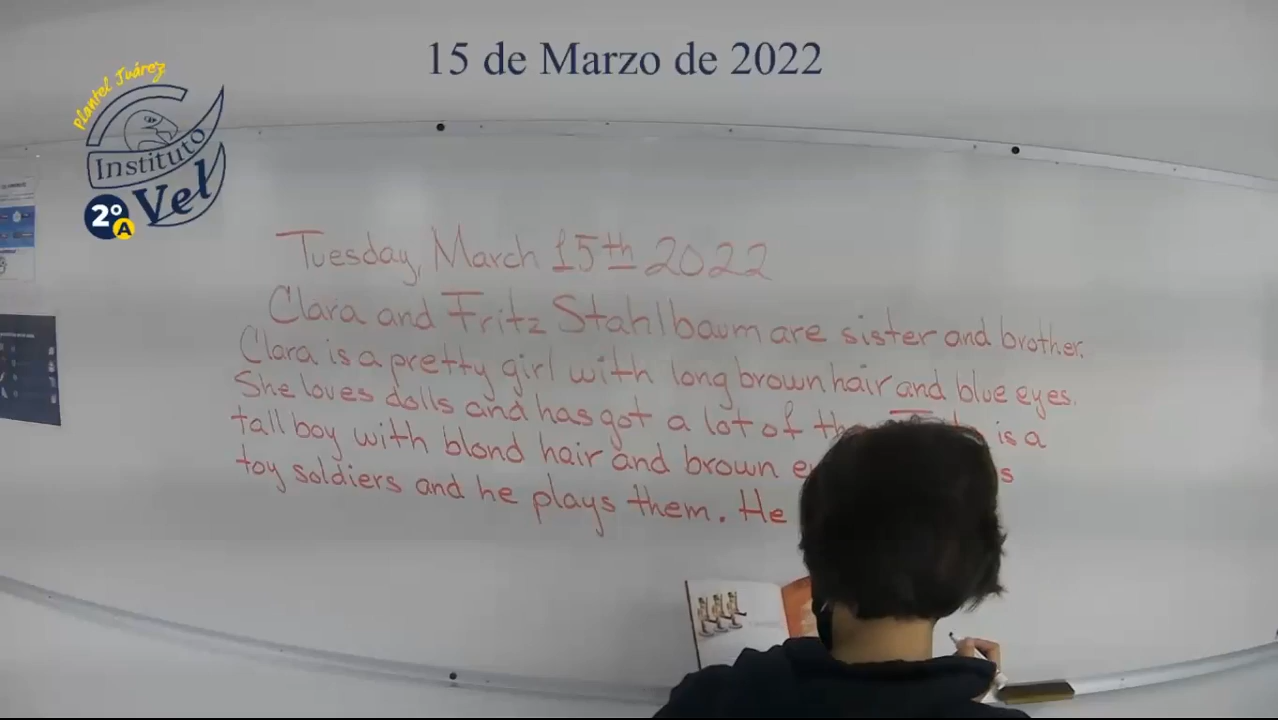 15 de Marzo de 2022
Plantel Juárez
Instituto
Vel
2° A
Tuesday, March 15th 2022
Clara and Fritz Stahlbaum are sister and brother.
Clara is a pretty girl with long brown hair and blue eyes.
She loves dolls and has got a lot of is a
tall boy with blond hair and brown
toy soldiers and he plays them. He